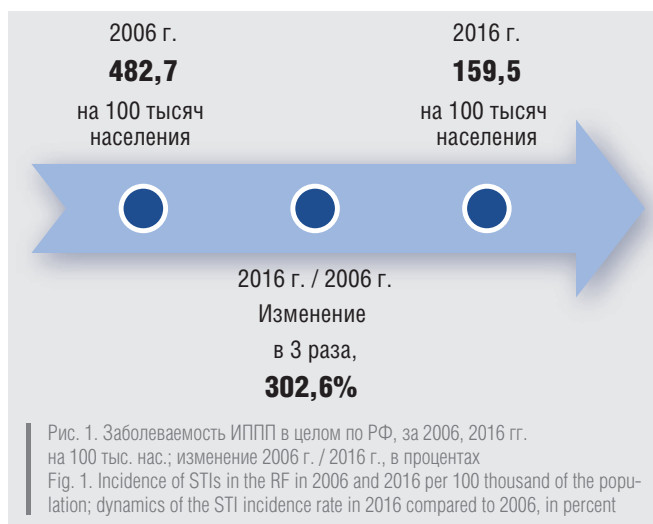 2006 г.
482,7
на 100 тысяч
населения
2016 г.
159,5
на 100 тысяч
населения
2016 г. / 2006 г.
Изменение
в 3 раза,
302,6%
Рис. 1. Заболеваемость ИППП в целом по РФ, за 2006, 2016 гг.
на 100 тыс. нас.; изменение 2006 г. / 2016 г., в процентах
Fig. 1. Incidence of STIs in the RF in 2006 and 2016 per 100 thousand of the popu-
lation; dynamics of the STI incidence rate in 2016 compared to 2006, in percent